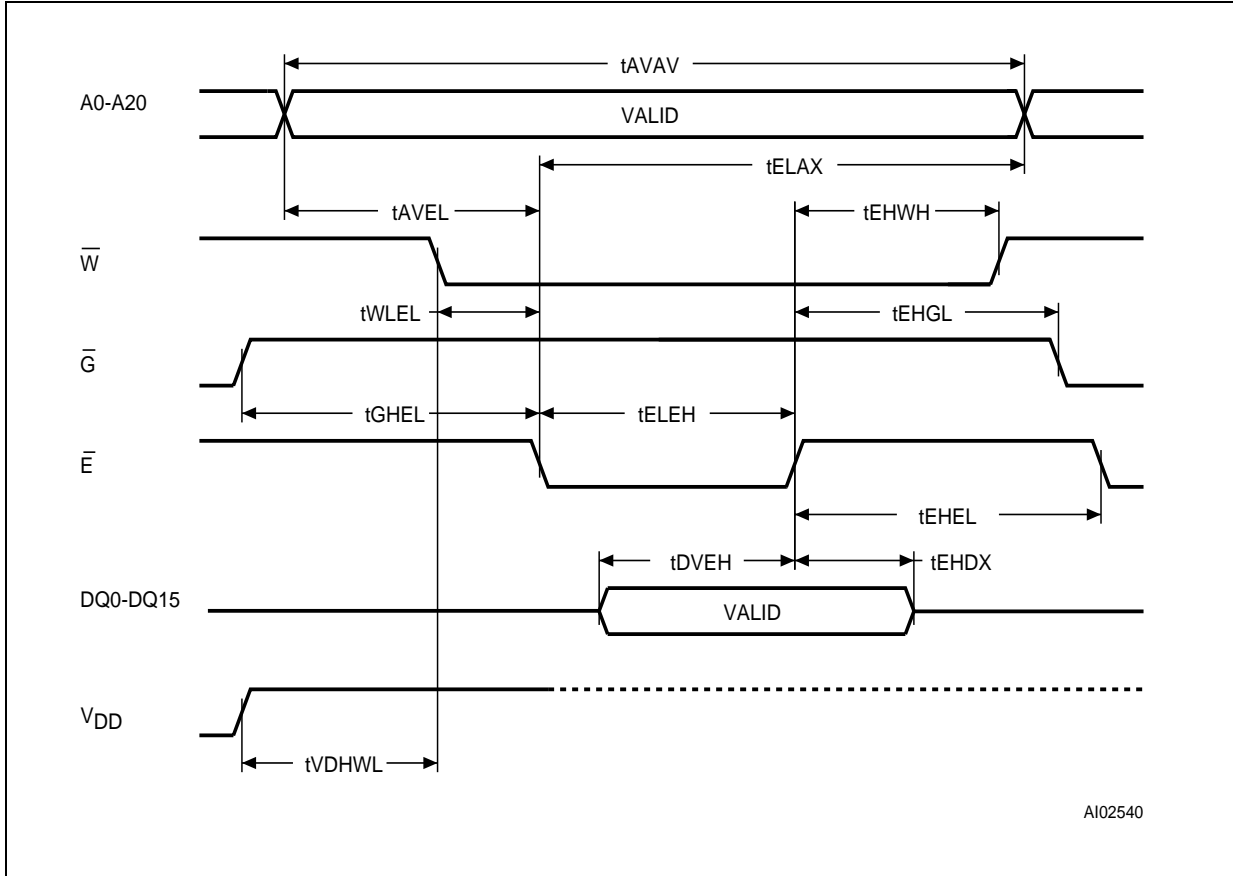 tAVAV
A0-A20
VALID
tELAX
tAVEL
tEHWH
W̅
tWLEL
tEHGL
G̅
tGHEL
tELEH
E̅
tEHEL
tDVEH
tEHDX
DQ0-DQ15
VALID
VDD
tVDHWL
AI02540